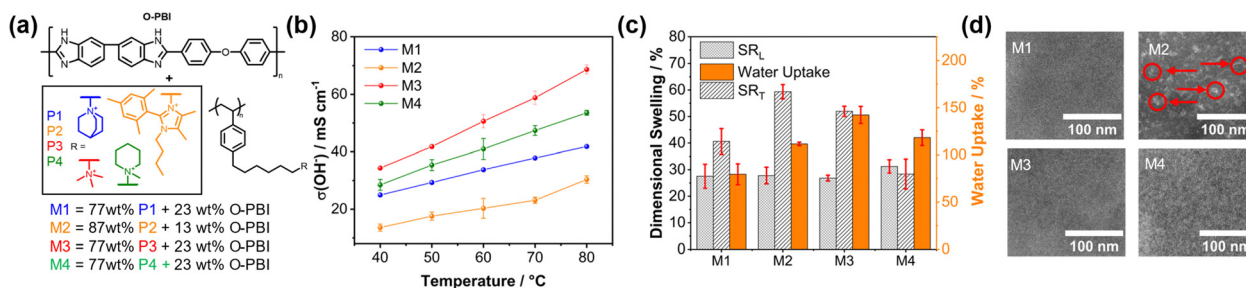 (a)
O-PBI
H
N
N
H
N
N
O
n
+
P1
P2
P3
P4
R =
N+
N+
N
N+
N+
n
R
M1 = 77wt% P1 + 23 wt% O-PBI
M2 = 87wt% P2 + 13 wt% O-PBI
M3 = 77wt% P3 + 23 wt% O-PBI
M4 = 77wt% P4 + 23 wt% O-PBI
(b)
80
60
40
20
σ(OH-) / mS cm-1
M1
M2
M3
M4
40 50 60 70 80
Temperature / °C
(c)
80
70
60
50
40
30
20
10
0
Dimensional Swelling / %
SRL
Water Uptake
SRT
M1 M2 M3 M4
200
150
100
50
0
Water Uptake / %
(d)
M1
100 nm
M2
100 nm
M3
100 nm
M4
100 nm